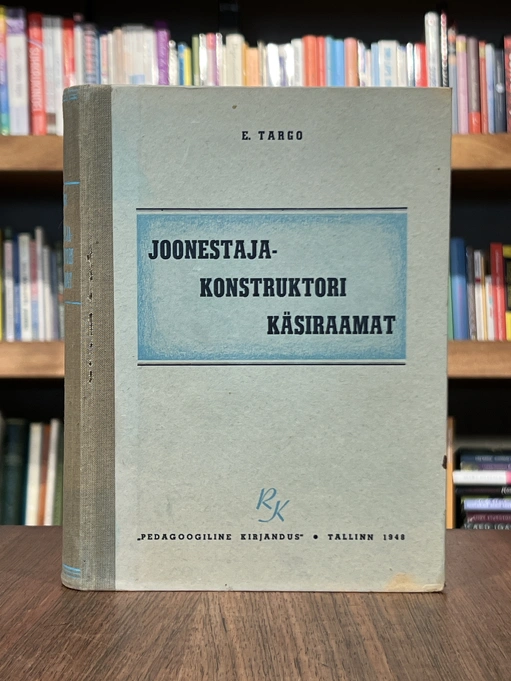 E. TARGO
JOONESTAJA-
KONSTRUKTORI
KÄSIRAAMAT
RK
„PEDAGOOGILINE KIRJANDUS“ • TALLINN 1948